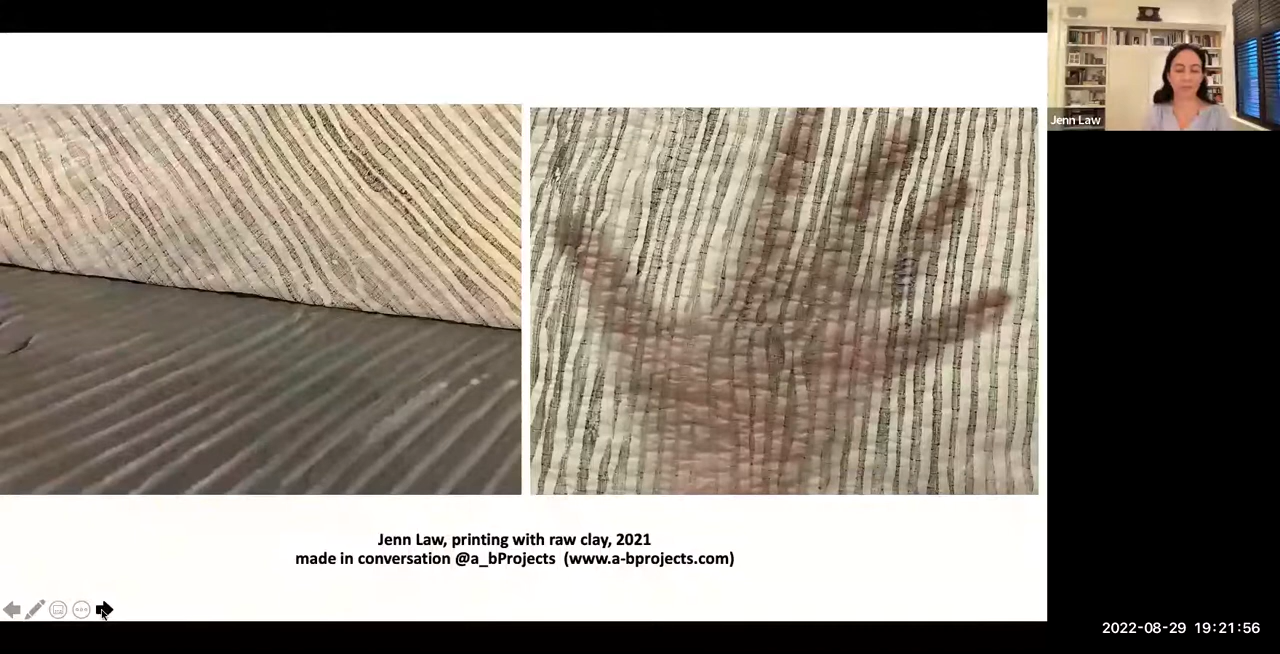 Jenn Law
Jenn Law, printing with raw clay, 2021
made in conversation @a_bProjects (www.a-bprojects.com)
2022-08-29 19:21:56